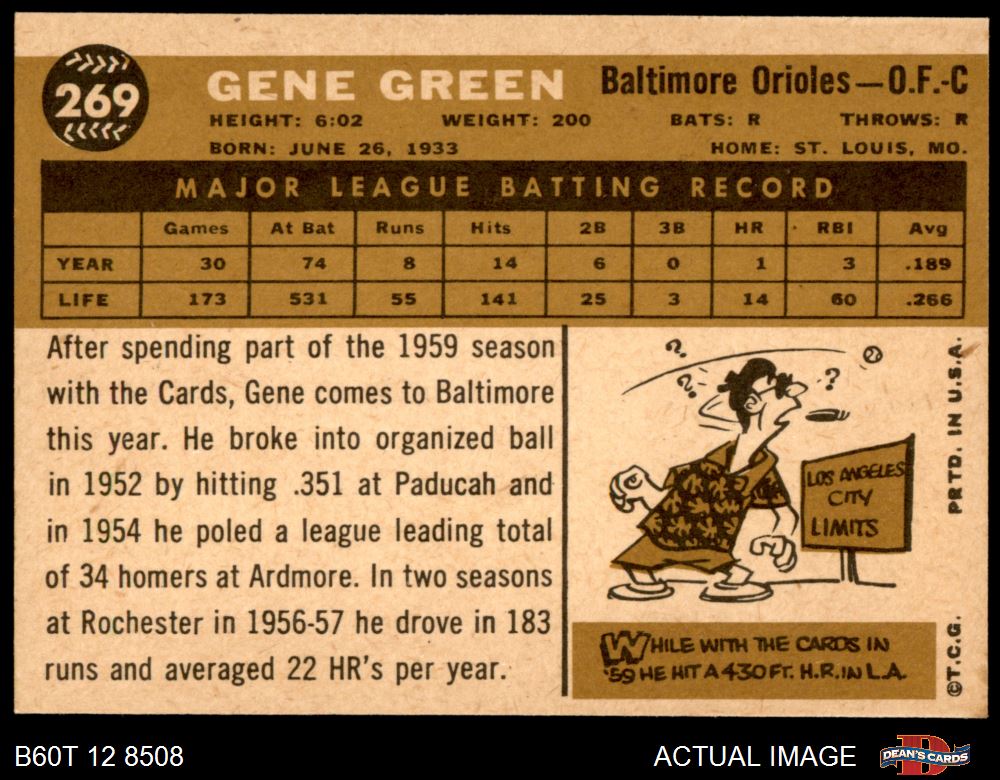 269
GENE GREEN Baltimore Orioles—O.F.-C
HEIGHT: 6:02 WEIGHT: 200 BATS: R THROWS: R
BORN: JUNE 26, 1933 HOME: ST. LOUIS, MO.
MAJOR LEAGUE BATTING RECORD
Games At Bat Runs Hits 2B 3B HR RBI Avg
YEAR 30 74 8 14 6 0 1 3 .189
LIFE 173 531 55 141 25 3 14 60 .266
After spending part of the 1959 season
with the Cards, Gene comes to Baltimore
this year. He broke into organized ball
in 1952 by hitting .351 at Paducah and
in 1954 he poled a league leading total
of 34 homers at Ardmore. In two seasons
at Rochester in 1956-57 he drove in 183
runs and averaged 22 HR's per year.
? ? ?
LOS ANGELES
CITY
LIMITS
WHILE WITH THE CARDS IN
'59 HE HIT A 430 FT. H.R. IN L.A.
©T.C.G. PRTD. IN U.S.A.
B60T 12 8508 ACTUAL IMAGE DEAN'S CARDS